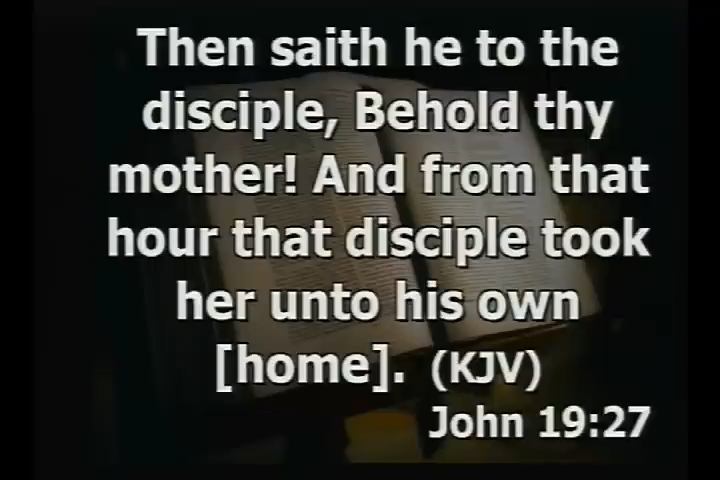 Then saith he to the
disciple, Behold thy
mother! And from that
hour that disciple took
her unto his own
[home]. (KJV)
John 19:27